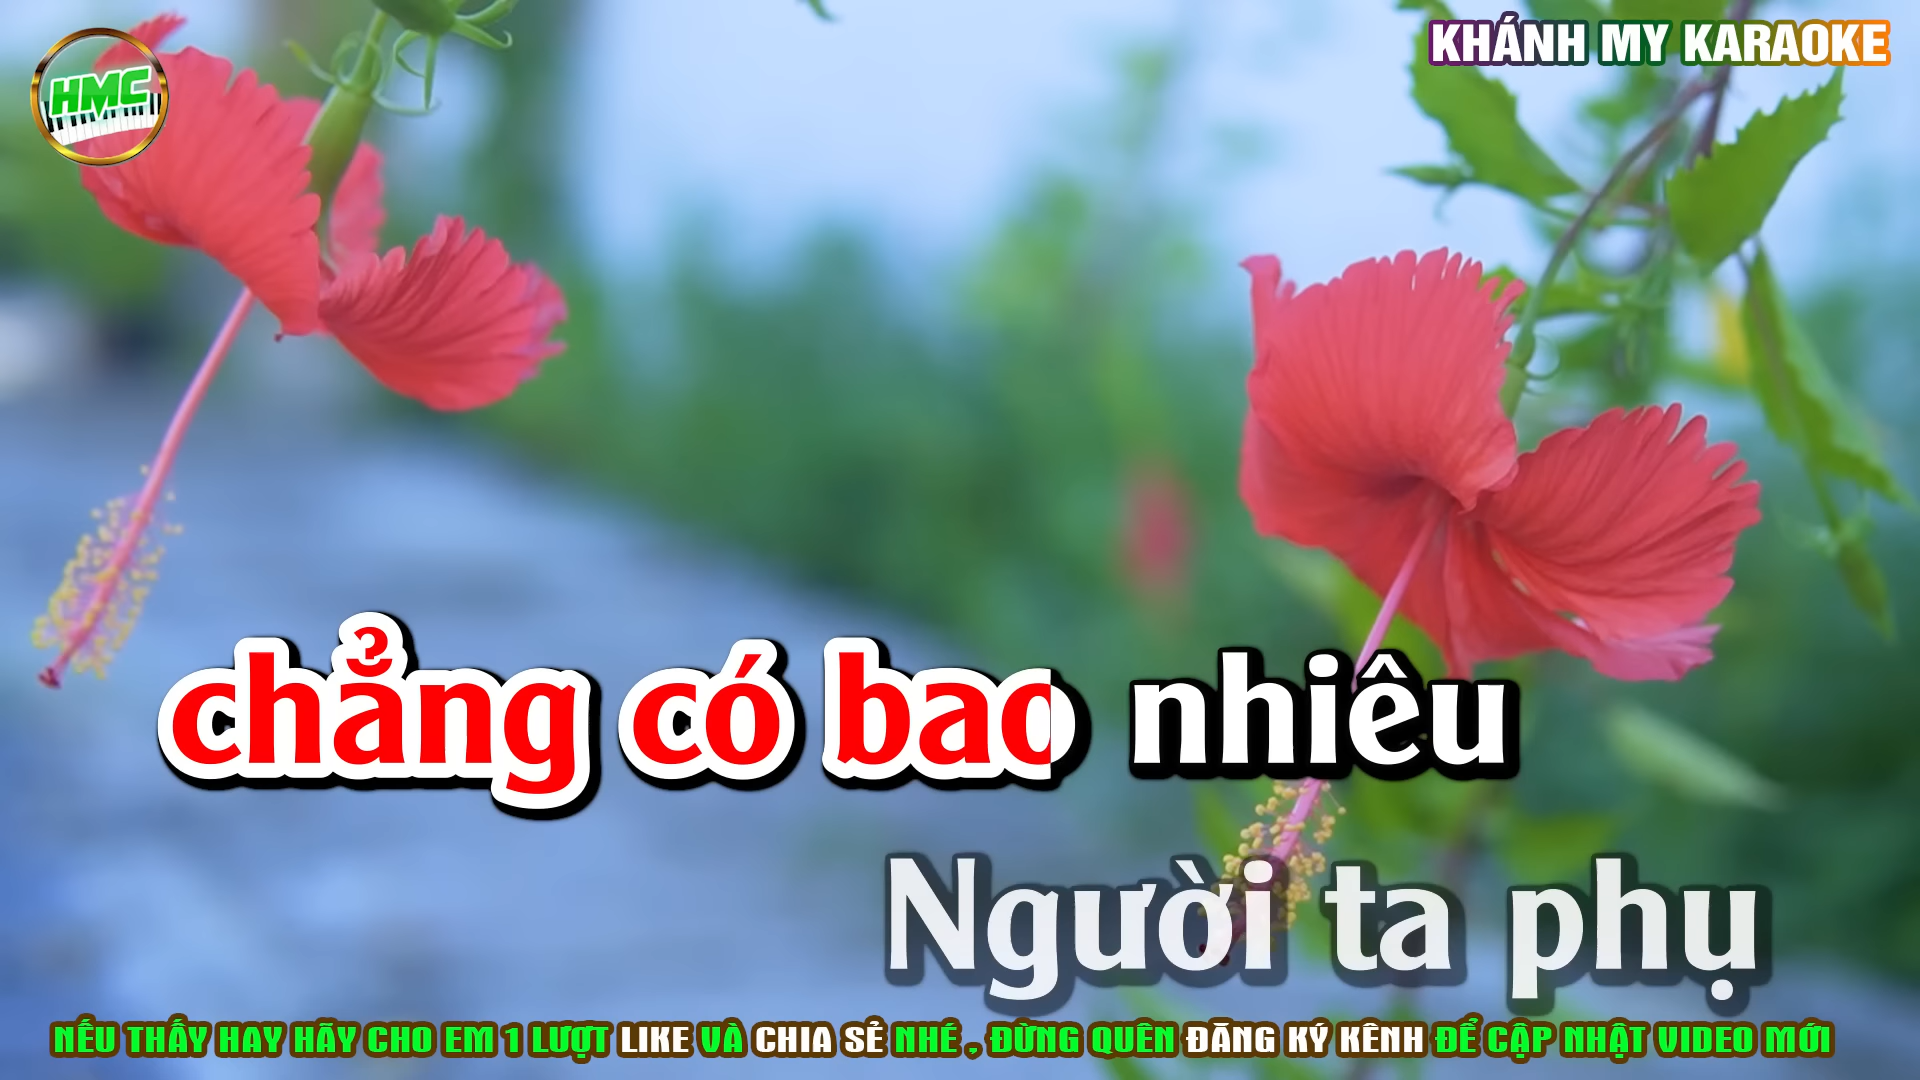 HMC
KHÁNH MY KARAOKE
chẳng có bao nhiêu
Người ta phụ
NẾU THẤY HAY HÃY CHO EM 1 LƯỢT LIKE VÀ CHIA SẺ NHÉ , ĐỪNG QUÊN ĐĂNG KÝ KÊNH ĐỂ CẬP NHẬT VIDEO MỚI